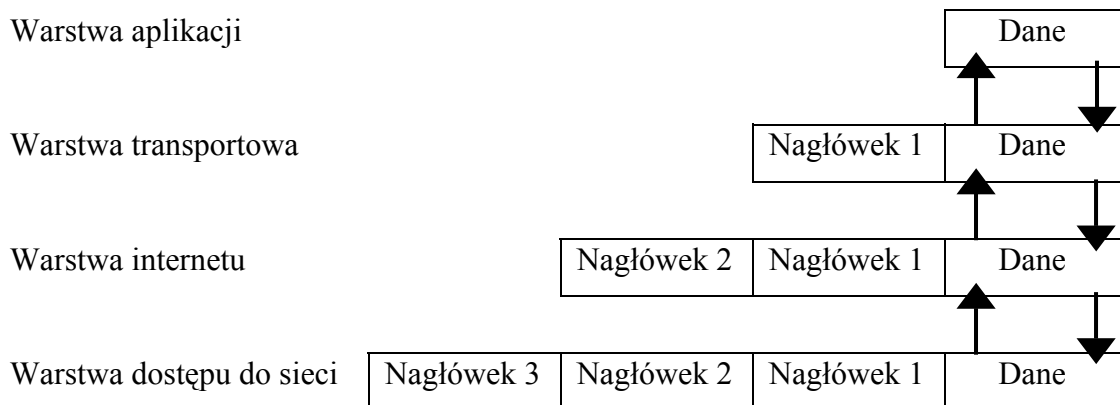 Warstwa aplikacji Dane
Warstwa transportowa Nagłówek 1 Dane
Warstwa internetu Nagłówek 2 Nagłówek 1 Dane
Warstwa dostępu do sieci Nagłówek 3 Nagłówek 2 Nagłówek 1 Dane